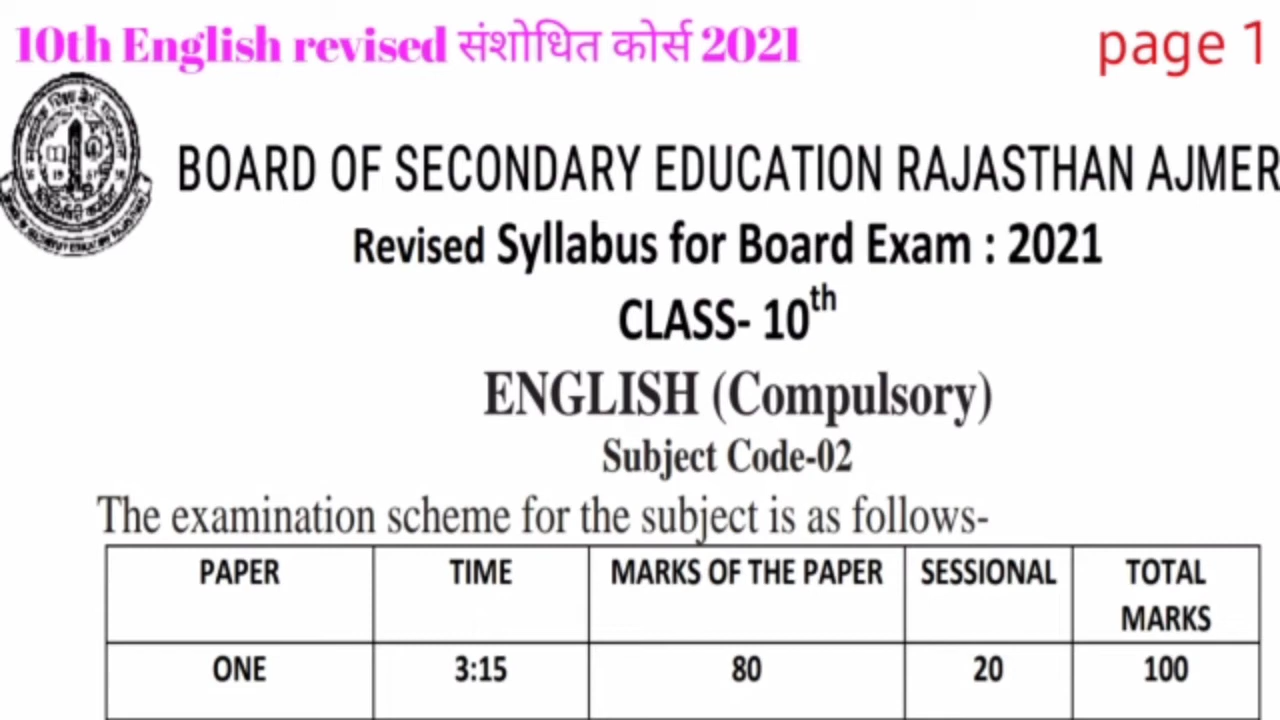 10th English revised संशोधित कोर्स 2021
page 1
BOARD OF SECONDARY EDUCATION RAJASTHAN AJMER
Revised Syllabus for Board Exam : 2021
CLASS- 10th
ENGLISH (Compulsory)
Subject Code-02
The examination scheme for the subject is as follows-
PAPER TIME MARKS OF THE PAPER SESSIONAL TOTAL MARKS
ONE 3:15 80 20 100